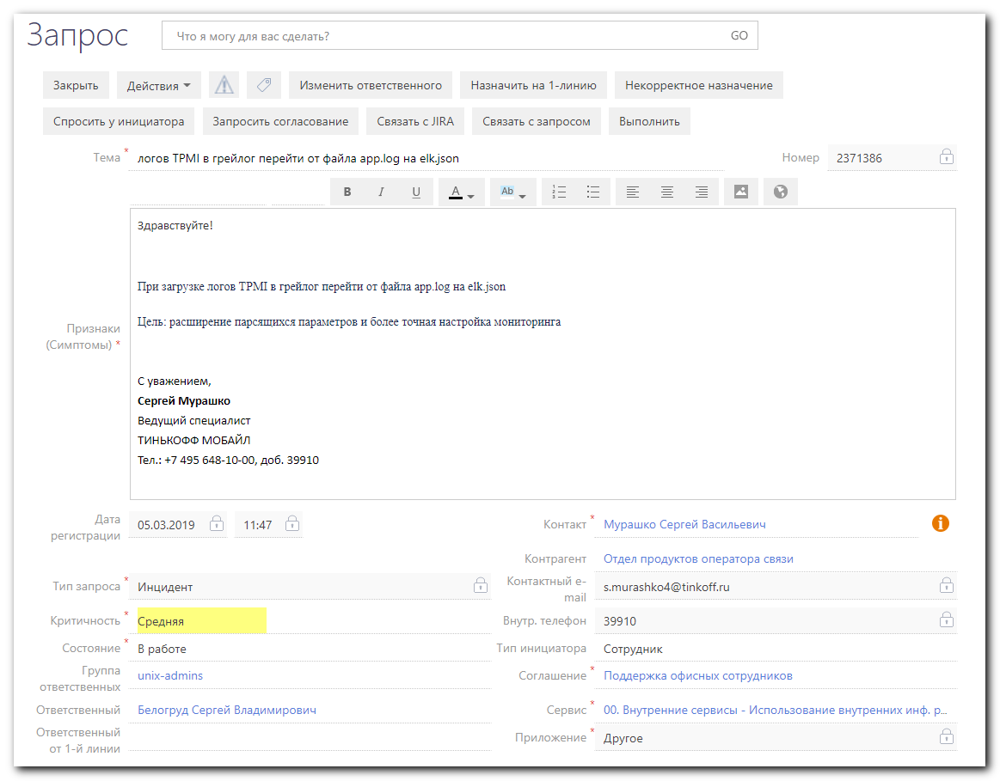 Запрос
Что я могу для вас сделать? GO
Закрыть Действия Изменить ответственного Назначить на 1-линию Некорректное назначение
Спросить у инициатора Запросить согласование Связать с JIRA Связать с запросом Выполнить
Тема * логов TPMI в грейлог перейти от файла app.log на elk.json Номер 2371386
B I U A Ab
Здравствуйте!
При загрузке логов TPMI в грейлог перейти от файла app.log на elk.json
Цель: расширение парсящихся параметров и более точная настройка мониторинга
Признаки
(Симптомы) *
С уважением,
Сергей Мурашко
Ведущий специалист
ТИНЬКОФФ МОБАЙЛ
Тел.: +7 495 648-10-00, доб. 39910
Дата
регистрации 05.03.2019 11:47
Контакт * Мурашко Сергей Васильевич
Контрагент Отдел продуктов оператора связи
Тип запроса * Инцидент
Контактный e-
mail s.murashko4@tinkoff.ru
Критичность * Средняя
Внутр. телефон 39910
Состояние * В работе
Тип инициатора Сотрудник
Группа
ответственных unix-admins
Соглашение * Поддержка офисных сотрудников
Ответственный Белогруд Сергей Владимирович
Сервис * 00. Внутренние сервисы - Использование внутренних инф. р...
Ответственный
от 1-й линии
Приложение * Другое